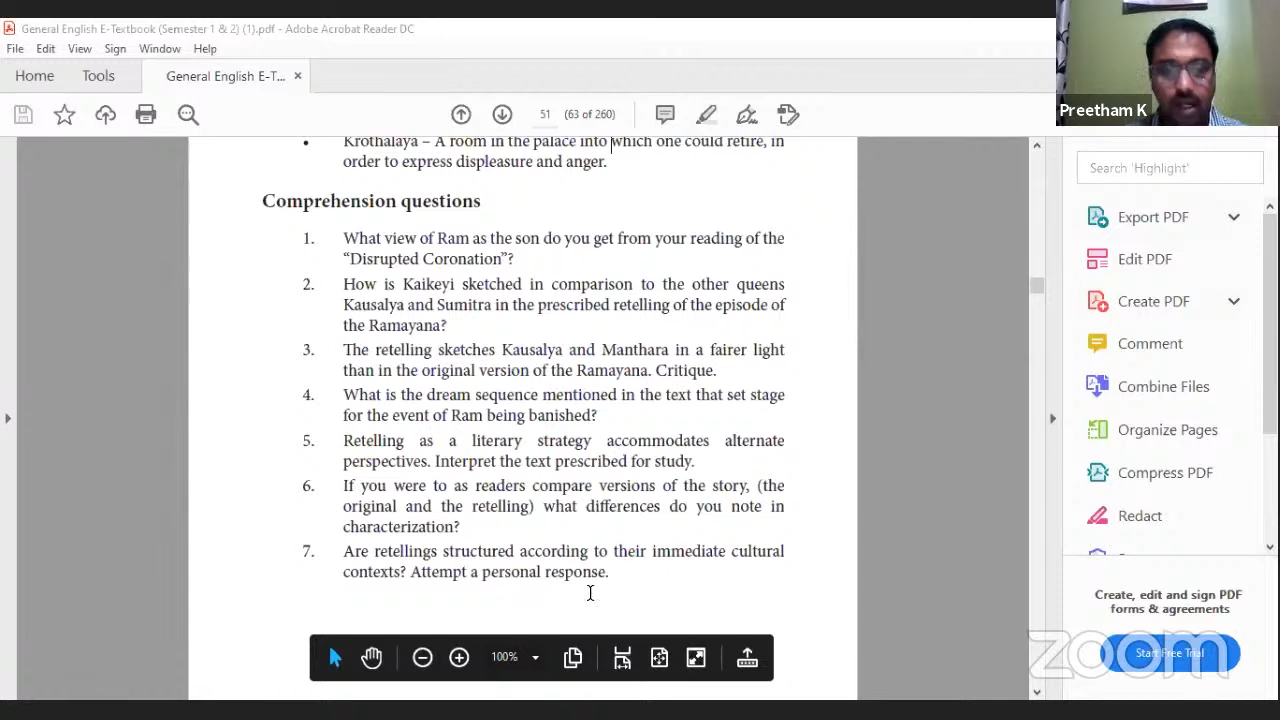 General English E-Textbook (Semester 1 & 2) (1).pdf - Adobe Acrobat Reader DC
File Edit View Sign Window Help
Home Tools General English E-T... ×
51 (63 of 260)
Preetham K
Krothalaya – A room in the palace into which one could retire, in
order to express displeasure and anger.
Comprehension questions
1. What view of Ram as the son do you get from your reading of the
“Disrupted Coronation”?
2. How is Kaikeyi sketched in comparison to the other queens
Kausalya and Sumitra in the prescribed retelling of the episode of
the Ramayana?
3. The retelling sketches Kausalya and Manthara in a fairer light
than in the original version of the Ramayana. Critique.
4. What is the dream sequence mentioned in the text that set stage
for the event of Ram being banished?
5. Retelling as a literary strategy accommodates alternate
perspectives. Interpret the text prescribed for study.
6. If you were to as readers compare versions of the story, (the
original and the retelling) what differences do you note in
characterization?
7. Are retellings structured according to their immediate cultural
contexts? Attempt a personal response.
100%
Search 'Highlight'
Export PDF
Edit PDF
Create PDF
Comment
Combine Files
Organize Pages
Compress PDF
Redact
Create, edit and sign PDF
forms & agreements
Start Free Trial
zoom